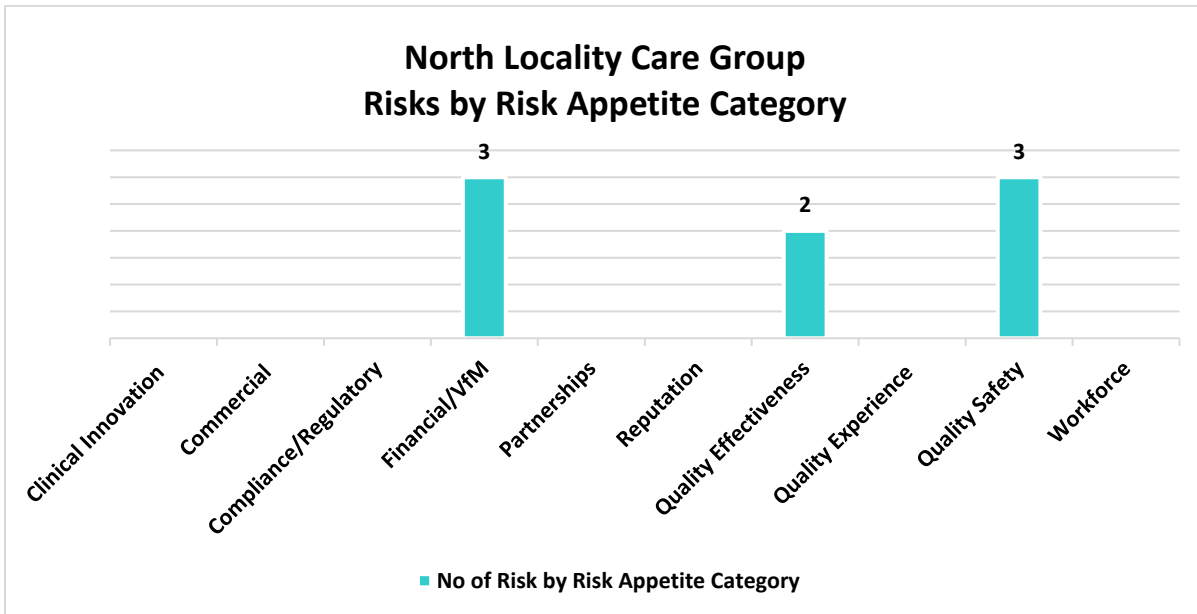 North Locality Care Group
Risks by Risk Appetite Category
3
2
3
Clinical Innovation
Commercial
Compliance/Regulatory
Financial/VfM
Partnerships
Reputation
Quality Effectiveness
Quality Experience
Quality Safety
Workforce
No of Risk by Risk Appetite Category